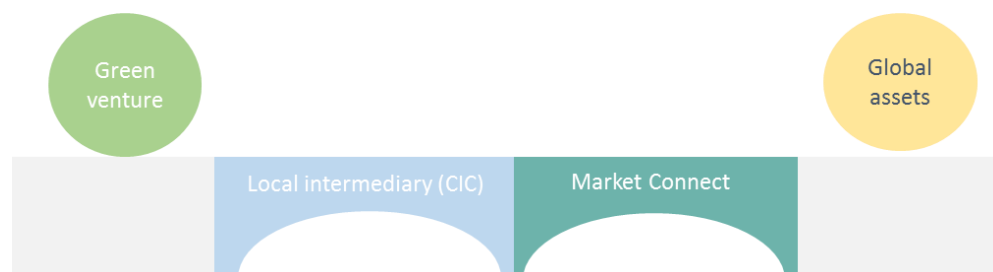 Green
venture
Global
assets
Local intermediary (CIC)
Market Connect